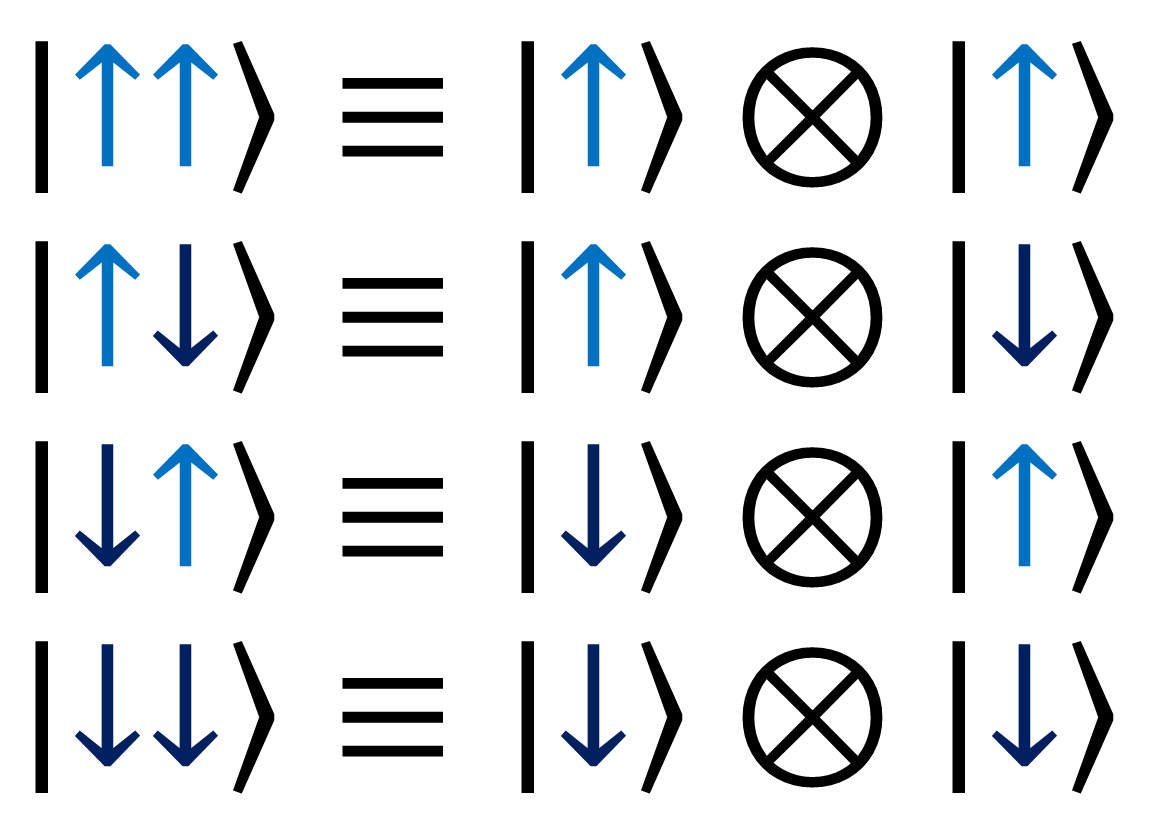 |↑↑⟩ ≡ |↑⟩ ⊗ |↑⟩
|↑↓⟩ ≡ |↑⟩ ⊗ |↓⟩
|↓↑⟩ ≡ |↓⟩ ⊗ |↑⟩
|↓↓⟩ ≡ |↓⟩ ⊗ |↓⟩